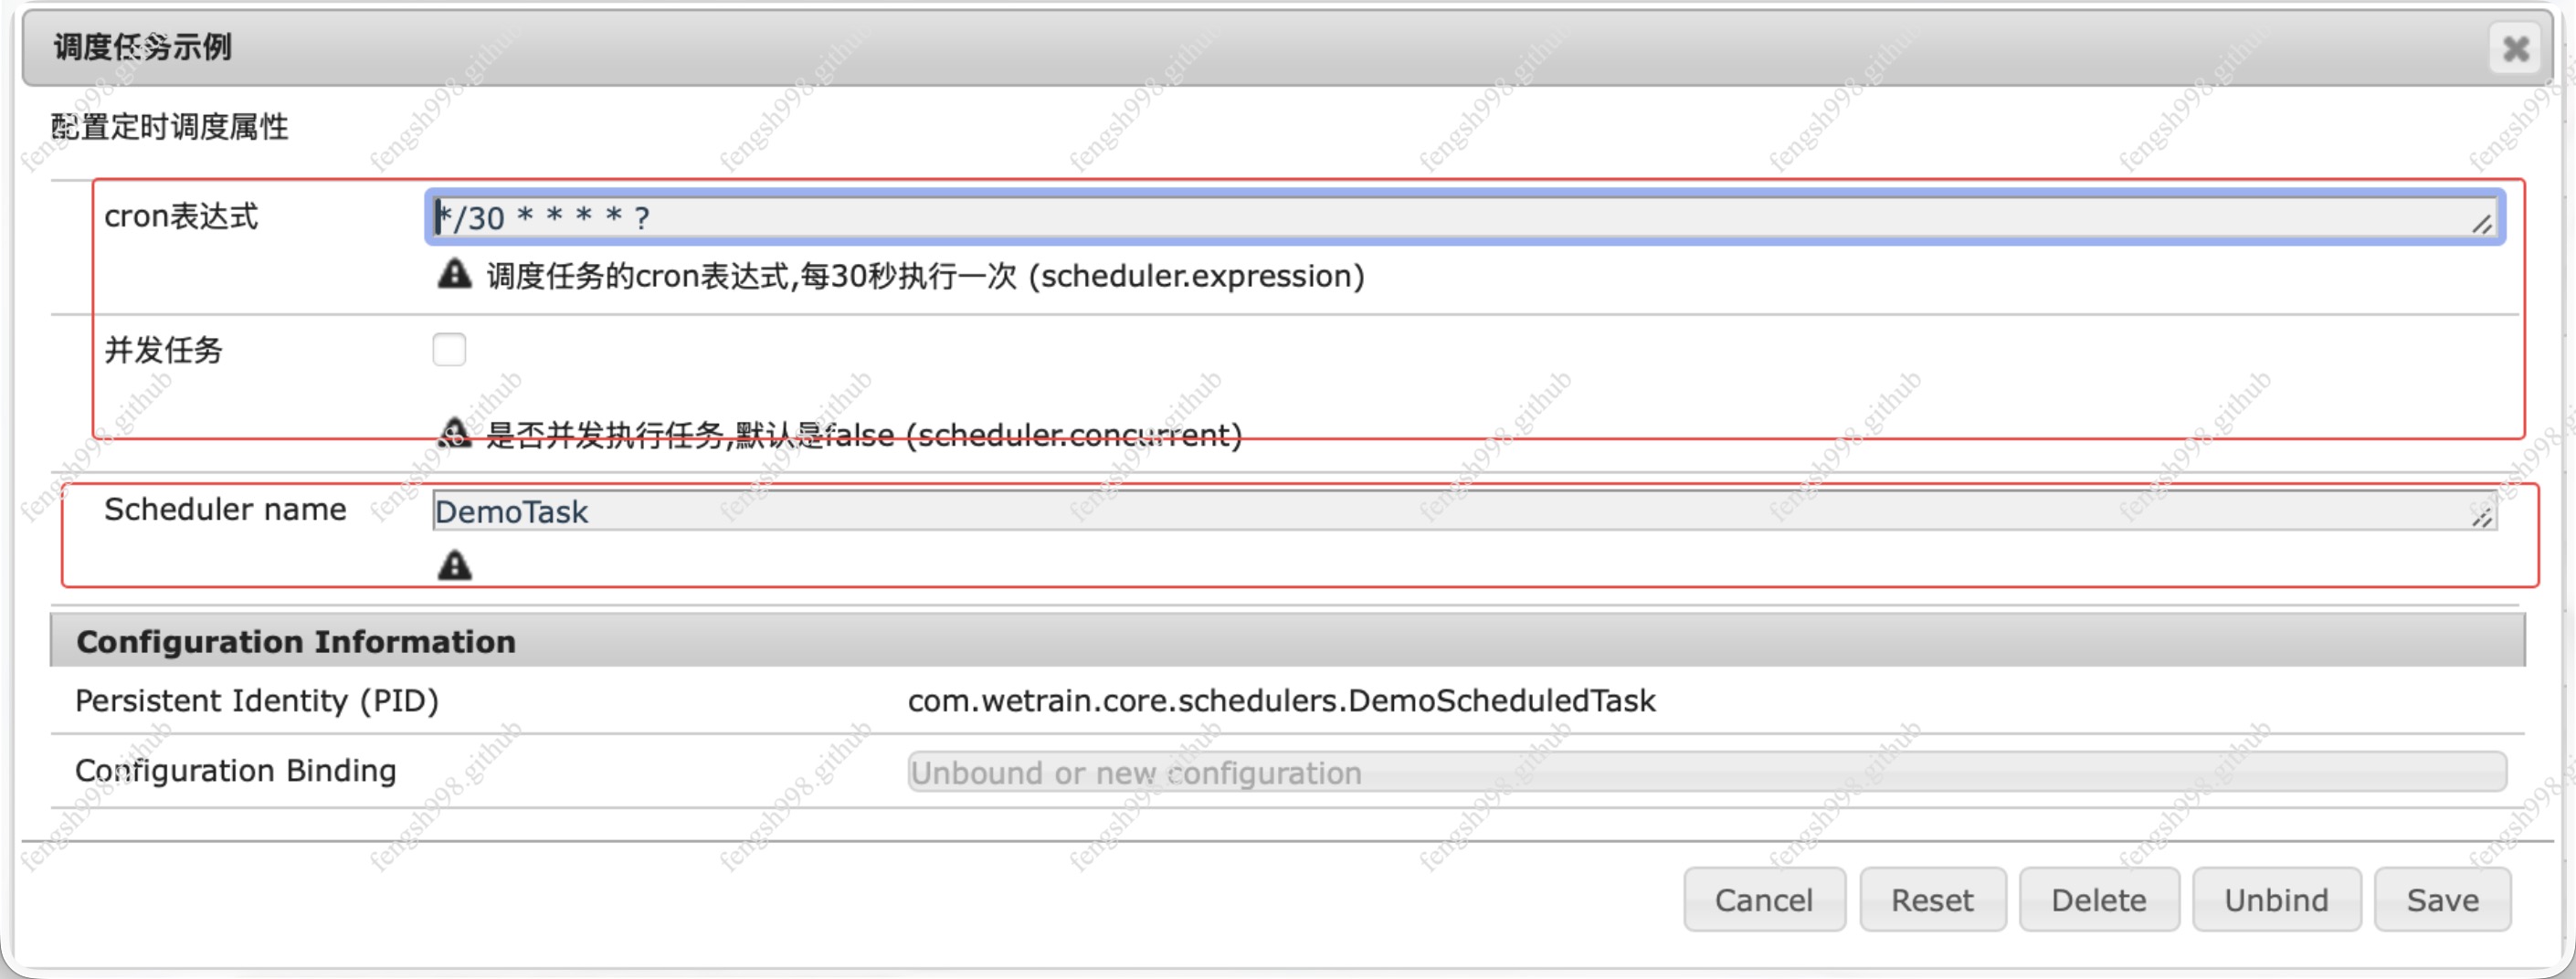 调度任务示例
配置定时调度属性
cron表达式 */30 * * * * ?
调度任务的cron表达式,每30秒执行一次 (scheduler.expression)
并发任务
是否并发执行任务,默认是false (scheduler.concurrent)
Scheduler name DemoTask
Configuration Information
Persistent Identity (PID) com.wetrain.core.schedulers.DemoScheduledTask
Configuration Binding Unbound or new configuration
Cancel Reset Delete Unbind Save
fengsh998.github